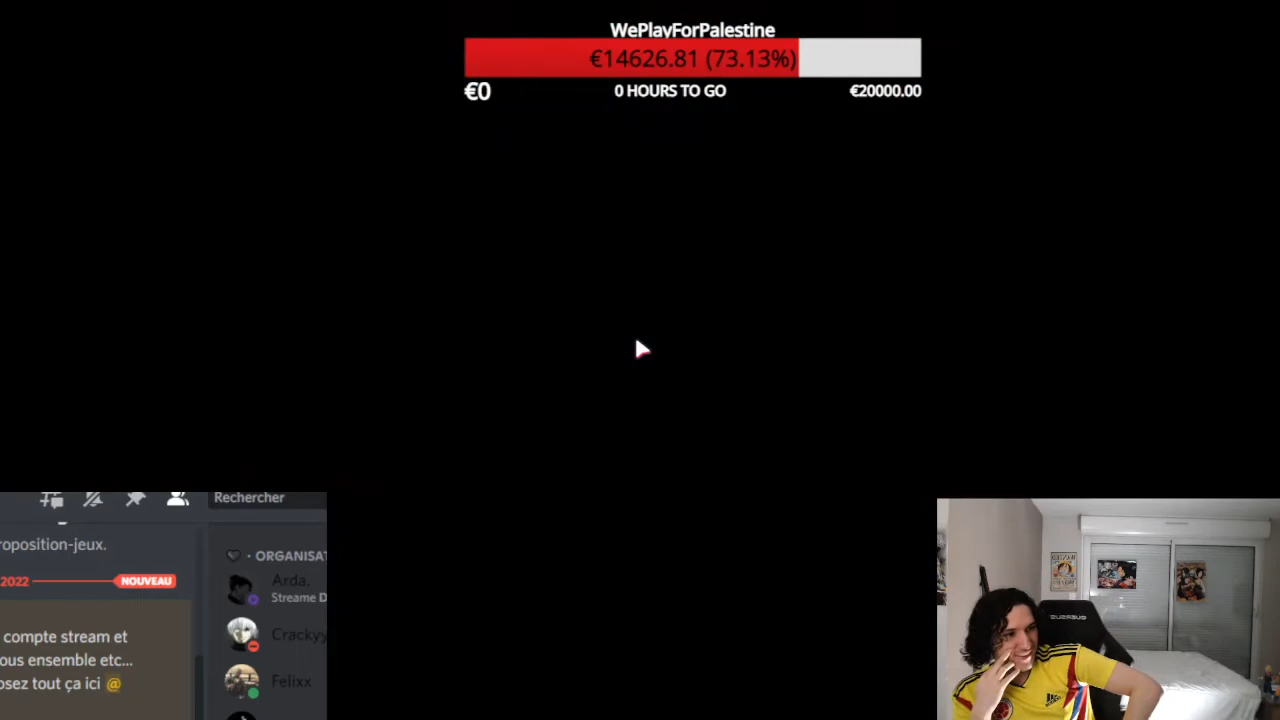 WePlayForPalestine
€14626.81 (73.13%)
€0
0 HOURS TO GO
€20000.00
Rechercher
roposition-jeux.
2022
NOUVEAU
compte stream et
ous ensemble etc...
osez tout ça ici @
ORGANISAT
Arda.
Streame D
Crackyy
Felixx